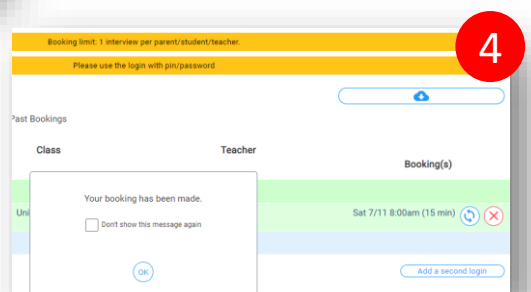 Booking limit: 1 interview per parent/student/teacher.
4
Please use the login with pin/password
Past Bookings
Class Teacher Booking(s)
Your booking has been made.
Uni
Sat 7/11 8:00am (15 min)
Don't show this message again
OK
Add a second login